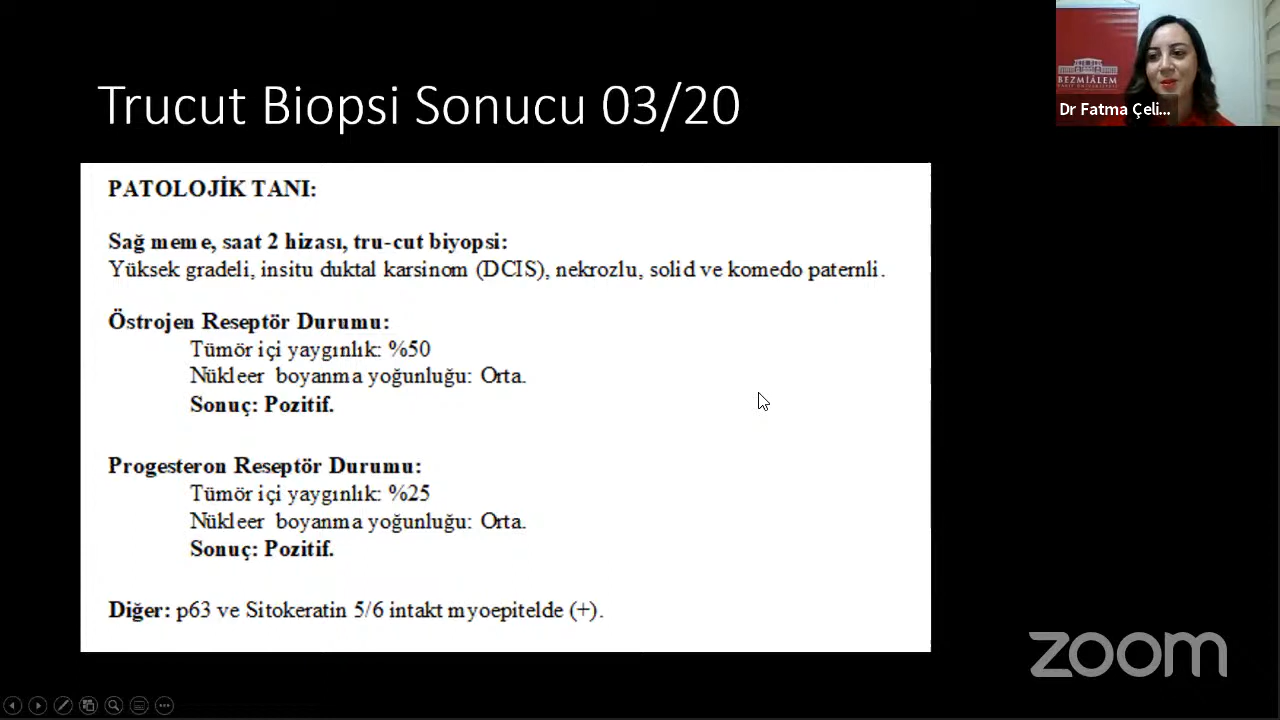 Trucut Biopsi Sonucu 03/20
PATOLOJİK TANI:
Sağ meme, saat 2 hizası, tru-cut biyopsi:
Yüksek gradeli, insitu duktal karsinom (DCIS), nekrozlu, solid ve komedo paternli.
Östrojen Reseptör Durumu:
Tümör içi yaygınlık: %50
Nükleer boyanma yoğunluğu: Orta.
Sonuç: Pozitif.
Progesteron Reseptör Durumu:
Tümör içi yaygınlık: %25
Nükleer boyanma yoğunluğu: Orta.
Sonuç: Pozitif.
Diğer: p63 ve Sitokeratin 5/6 intakt myoepitelde (+).
BEZMİÂLEM
Dr Fatma Çeli...
zoom